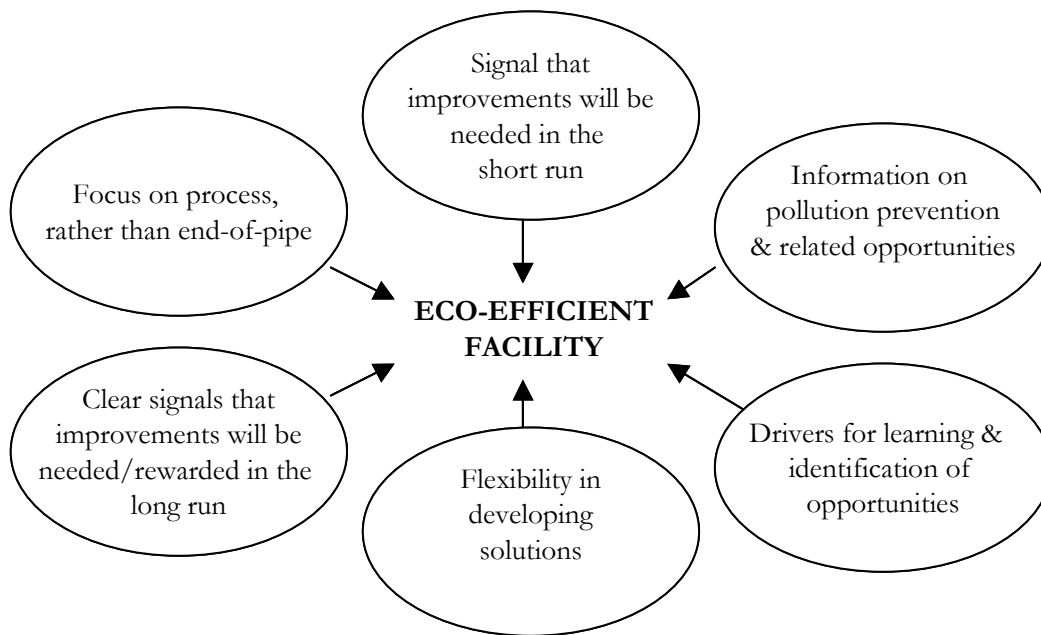 Signal that
improvements will be
needed in the
short run
Focus on process,
rather than end-of-pipe
Information on
pollution prevention
& related opportunities
ECO-EFFICIENT
FACILITY
Clear signals that
improvements will be
needed/rewarded in the
long run
Flexibility in
developing
solutions
Drivers for learning &
identification of
opportunities